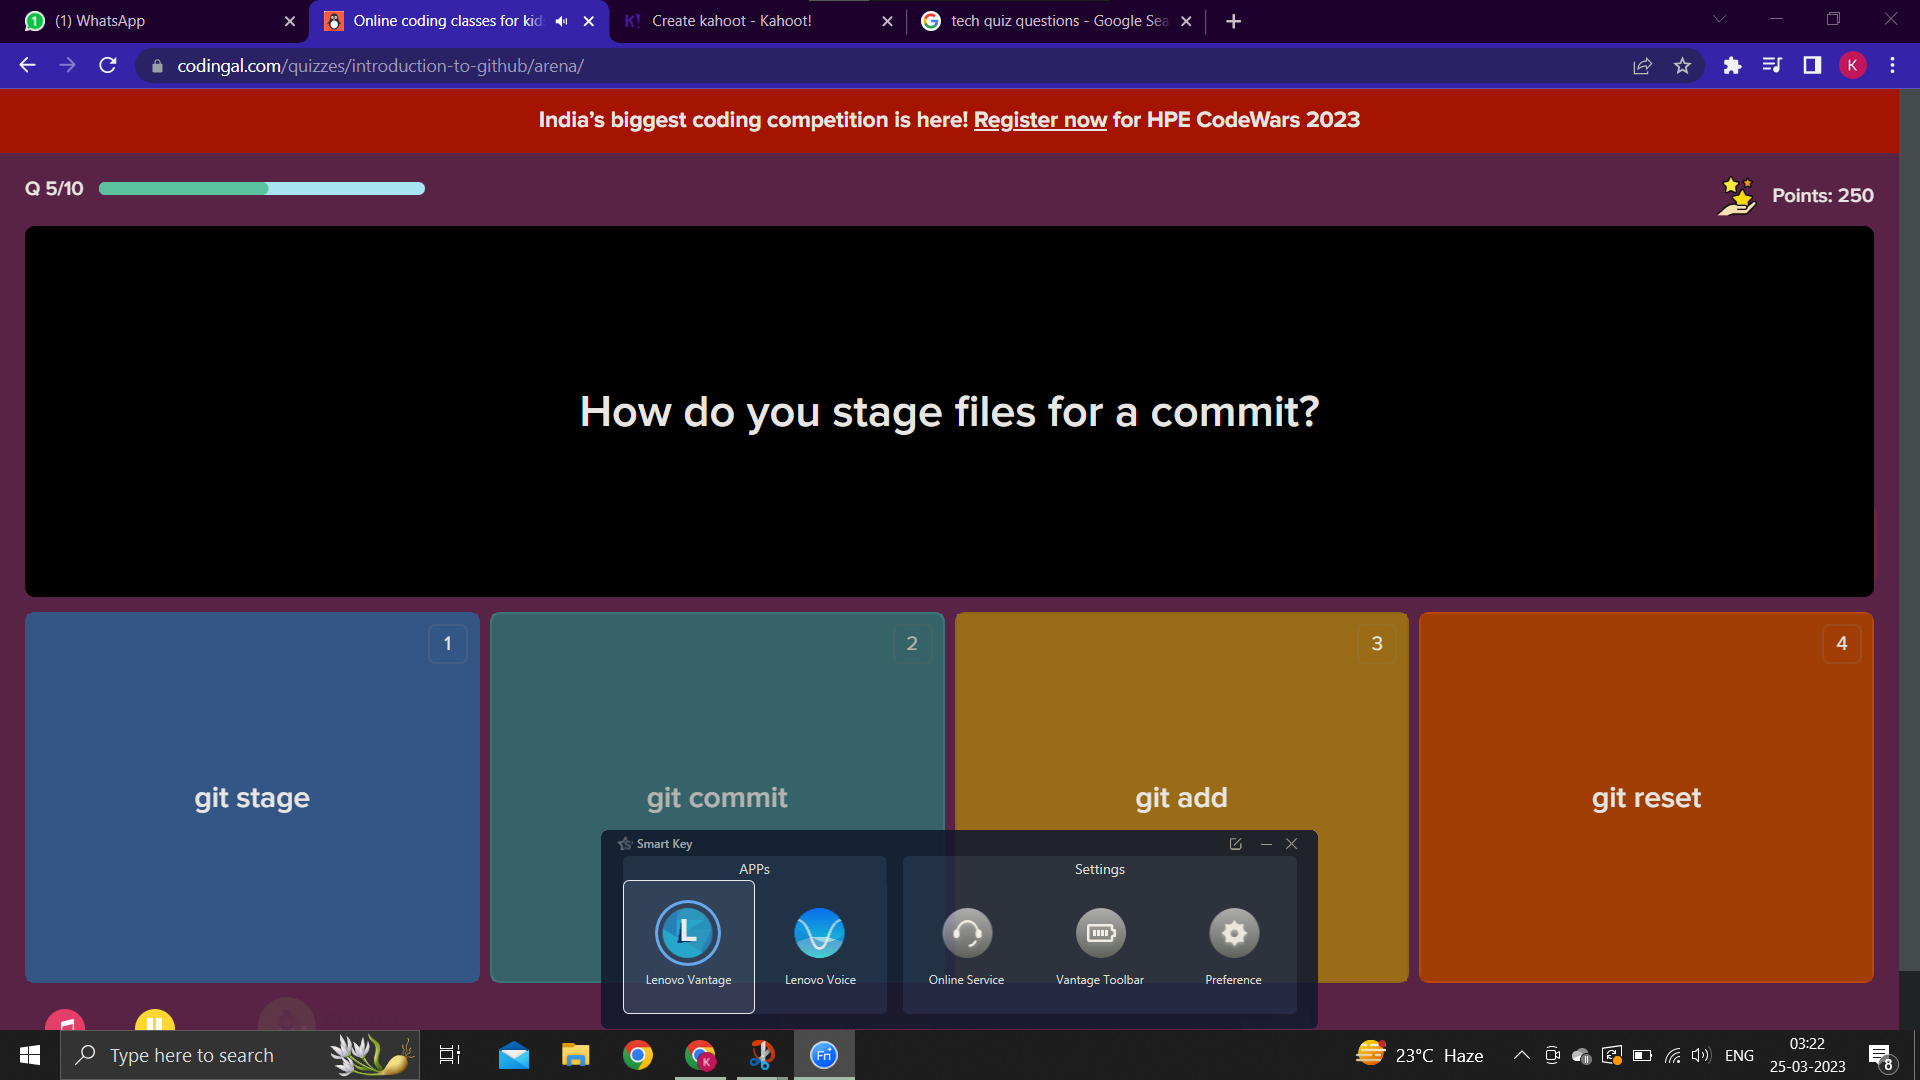 (1) WhatsApp
Online coding classes for kid
Create kahoot - Kahoot!
tech quiz questions - Google Sea
codingal.com/quizzes/introduction-to-github/arena/
K
India's biggest coding competition is here! Register now for HPE CodeWars 2023
Q 5/10
Points: 250
How do you stage files for a commit?
1
2
3
4
git stage
git commit
git add
git reset
Smart Key
APPs
Settings
L
Lenovo Vantage
Lenovo Voice
Online Service
Vantage Toolbar
Preference
Type here to search
K
Fn
23°C Haze
ENG
03:22
25-03-2023
8